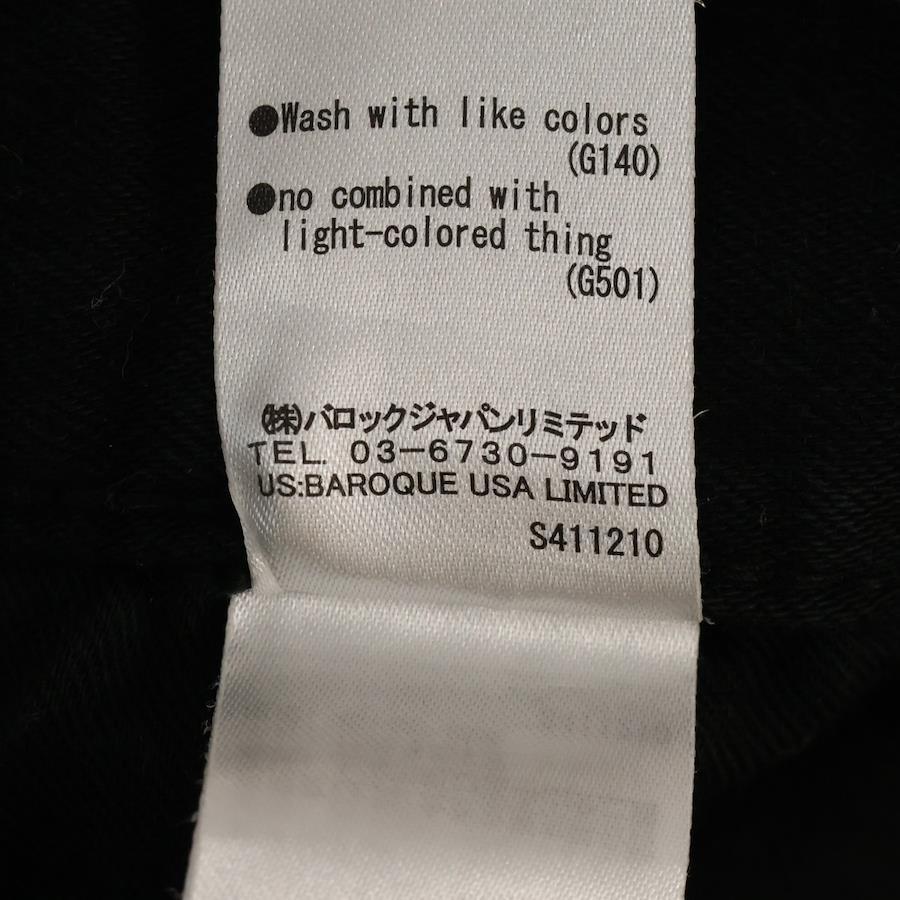 ●Wash with like colors
(G140)
●no combined with
light-colored thing
(G501)
(株)バロックジャパンリミテッド
TEL. 03-6730-9191
US:BAROQUE USA LIMITED
S411210